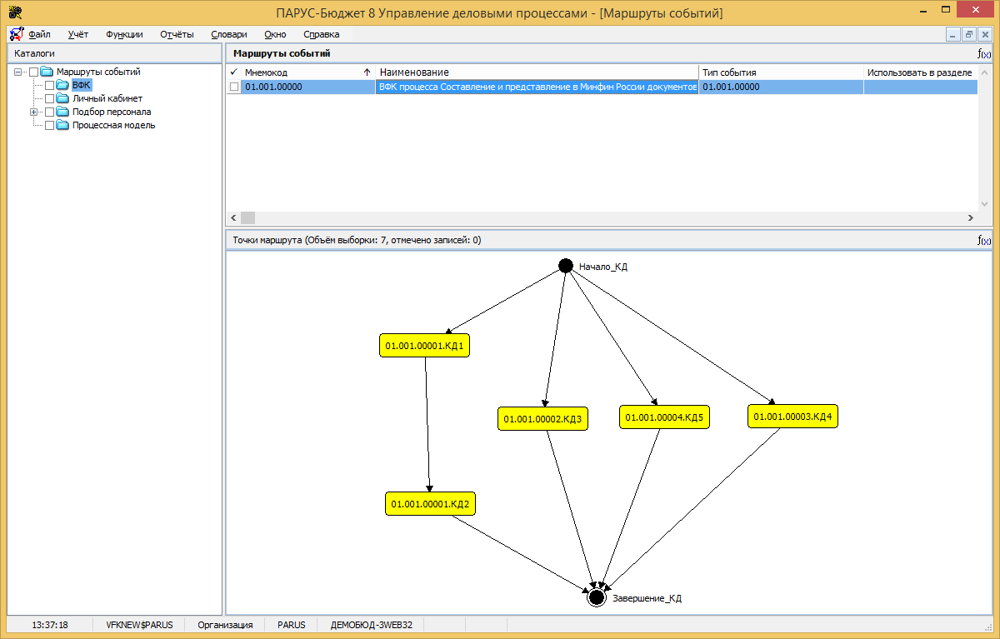 ПАРУС-Бюджет 8 Управление деловыми процессами - [Маршруты событий]
Файл Учёт Функции Отчёты Словари Окно Справка
Каталоги
Маршруты событий
ВФК
Личный кабинет
Подбор персонала
Процессная модель
Маршруты событий f(x)
✓ Мнемокод Наименование Тип события Использовать в разделе
01.001.00000 ВФК процесса Составление и представление в Минфин России документов 01.001.00000
Точки маршрута (Объём выборки: 7, отмечено записей: 0) f(x)
Начало_КД
01.001.00001.КД1
01.001.00002.КД3 01.001.00004.КД5 01.001.00003.КД4
01.001.00001.КД2
Завершение_КД
13:37:18 VFKNEW$PARUS Организация PARUS ДЕМОБЮД-3WEB32